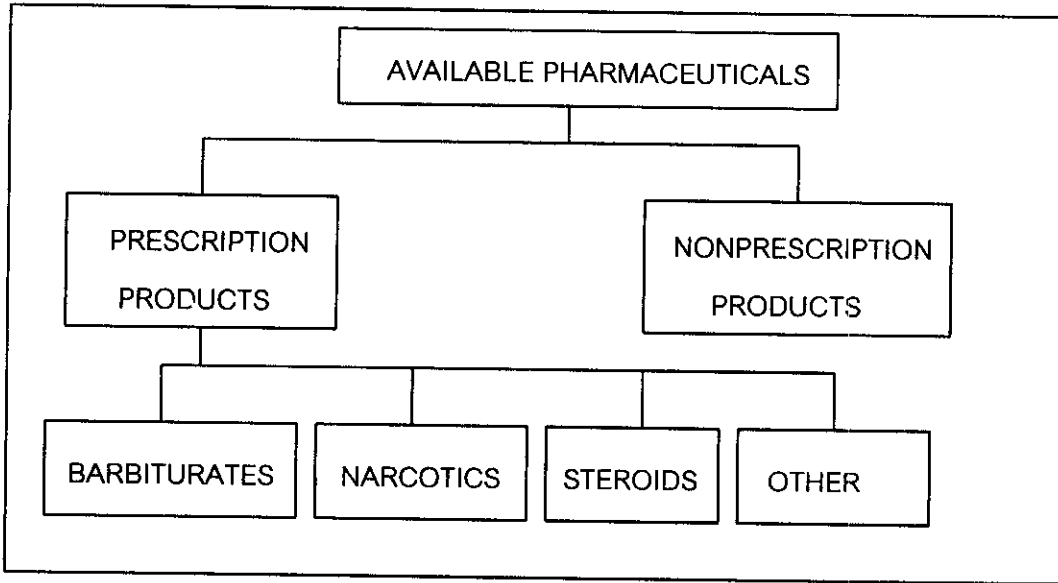 AVAILABLE PHARMACEUTICALS
PRESCRIPTION
PRODUCTS
NONPRESCRIPTION
PRODUCTS
BARBITURATES
NARCOTICS
STEROIDS
OTHER